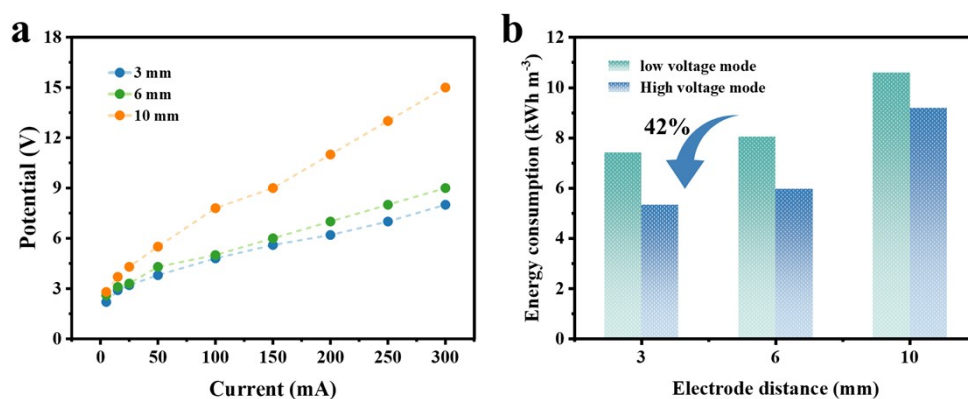 a
18
15
12
9
6
3
0
Potential (V)
3 mm
6 mm
10 mm
0 50 100 150 200 250 300
Current (mA)
b
12
10
8
6
4
2
0
Energy consumption (kWh m⁻³)
low voltage mode
High voltage mode
42%
3 6 10
Electrode distance (mm)